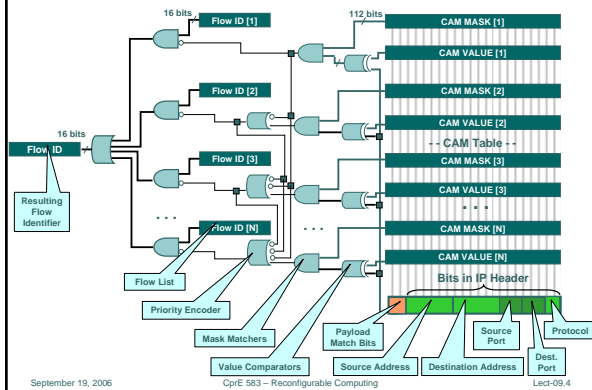 16 bits
Flow ID [1]
112 bits
CAM MASK [1]
CAM VALUE [1]
Flow ID [2]
CAM MASK [2]
CAM VALUE [2]
- - CAM Table - -
16 bits
Flow ID
Flow ID [3]
CAM MASK [3]
CAM VALUE [3]
Resulting
Flow
Identifier
. . .
. . .
. . .
Flow ID [N]
CAM MASK [N]
CAM VALUE [N]
Flow List
Bits in IP Header
Priority Encoder
Mask Matchers
Value Comparators
Payload
Match Bits
Source Address
Destination Address
Source
Port
Dest.
Port
Protocol
September 19, 2006
CprE 583 – Reconfigurable Computing
Lect-09.4